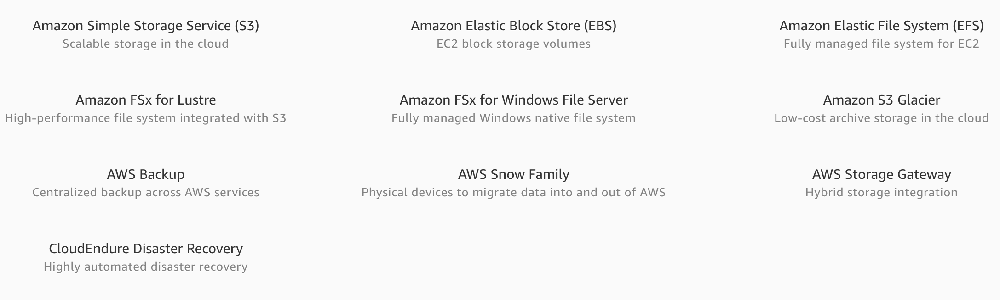 Amazon Simple Storage Service (S3)
Scalable storage in the cloud
Amazon Elastic Block Store (EBS)
EC2 block storage volumes
Amazon Elastic File System (EFS)
Fully managed file system for EC2
Amazon FSx for Lustre
High-performance file system integrated with S3
Amazon FSx for Windows File Server
Fully managed Windows native file system
Amazon S3 Glacier
Low-cost archive storage in the cloud
AWS Backup
Centralized backup across AWS services
AWS Snow Family
Physical devices to migrate data into and out of AWS
AWS Storage Gateway
Hybrid storage integration
CloudEndure Disaster Recovery
Highly automated disaster recovery